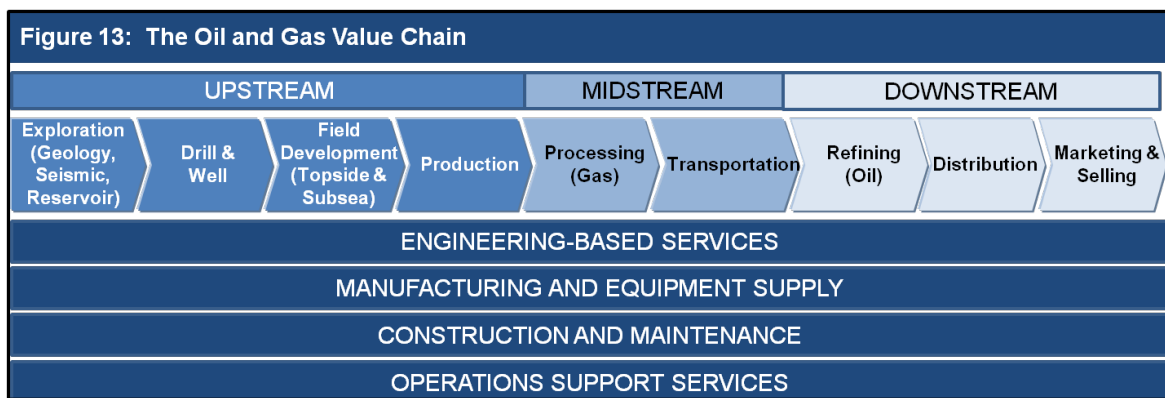 Figure 13: The Oil and Gas Value Chain
UPSTREAM
MIDSTREAM
DOWNSTREAM
Exploration
(Geology,
Seismic,
Reservoir)
Drill &
Well
Field
Development
(Topside &
Subsea)
Production
Processing
(Gas)
Transportation
Refining
(Oil)
Distribution
Marketing &
Selling
ENGINEERING-BASED SERVICES
MANUFACTURING AND EQUIPMENT SUPPLY
CONSTRUCTION AND MAINTENANCE
OPERATIONS SUPPORT SERVICES